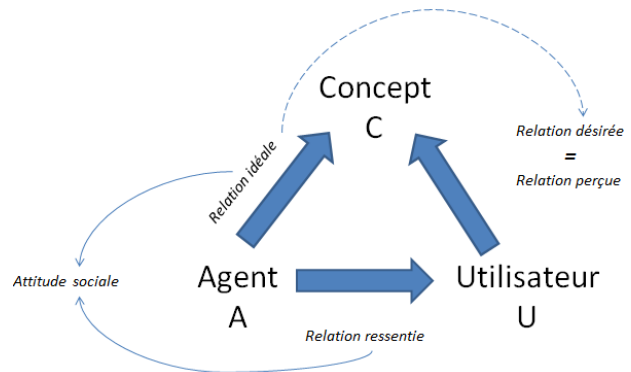 Concept
C
Relation désirée
=
Relation perçue
Relation idéale
Attitude sociale
Agent
A
Utilisateur
U
Relation ressentie